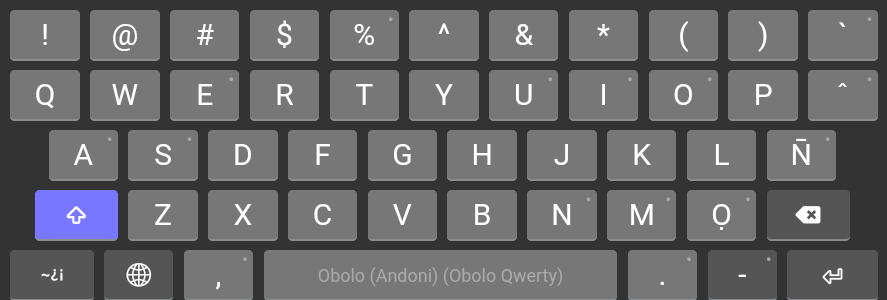 ! @ # $ % ^ & * ( ) `
Q W E R T Y U I O P ˆ
A S D F G H J K L N̄
Z X C V B N M Ọ
~¿¡ , Obolo (Andoni) (Obolo Qwerty) . -